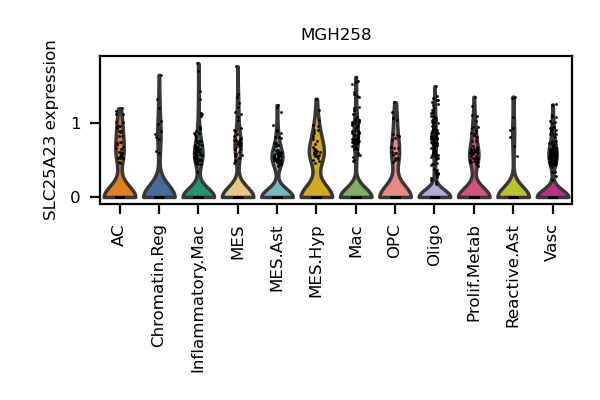 MGH258
SLC25A23 expression
1
0
AC
Chromatin.Reg
Inflammatory.Mac
MES
MES.Ast
MES.Hyp
Mac
OPC
Oligo
Prolif.Metab
Reactive.Ast
Vasc